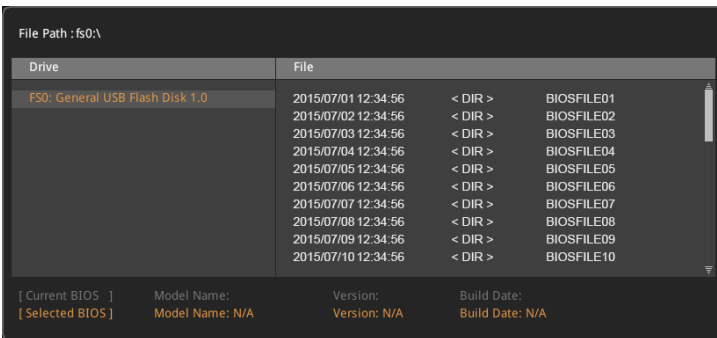 File Path : fs0:\
Drive File
FS0: General USB Flash Disk 1.0
2015/07/01 12:34:56 < DIR > BIOSFILE01
2015/07/02 12:34:56 < DIR > BIOSFILE02
2015/07/03 12:34:56 < DIR > BIOSFILE03
2015/07/04 12:34:56 < DIR > BIOSFILE04
2015/07/05 12:34:56 < DIR > BIOSFILE05
2015/07/06 12:34:56 < DIR > BIOSFILE06
2015/07/07 12:34:56 < DIR > BIOSFILE07
2015/07/08 12:34:56 < DIR > BIOSFILE08
2015/07/09 12:34:56 < DIR > BIOSFILE09
2015/07/10 12:34:56 < DIR > BIOSFILE10
[ Current BIOS ] Model Name: Version: Build Date:
[ Selected BIOS ] Model Name: N/A Version: N/A Build Date: N/A